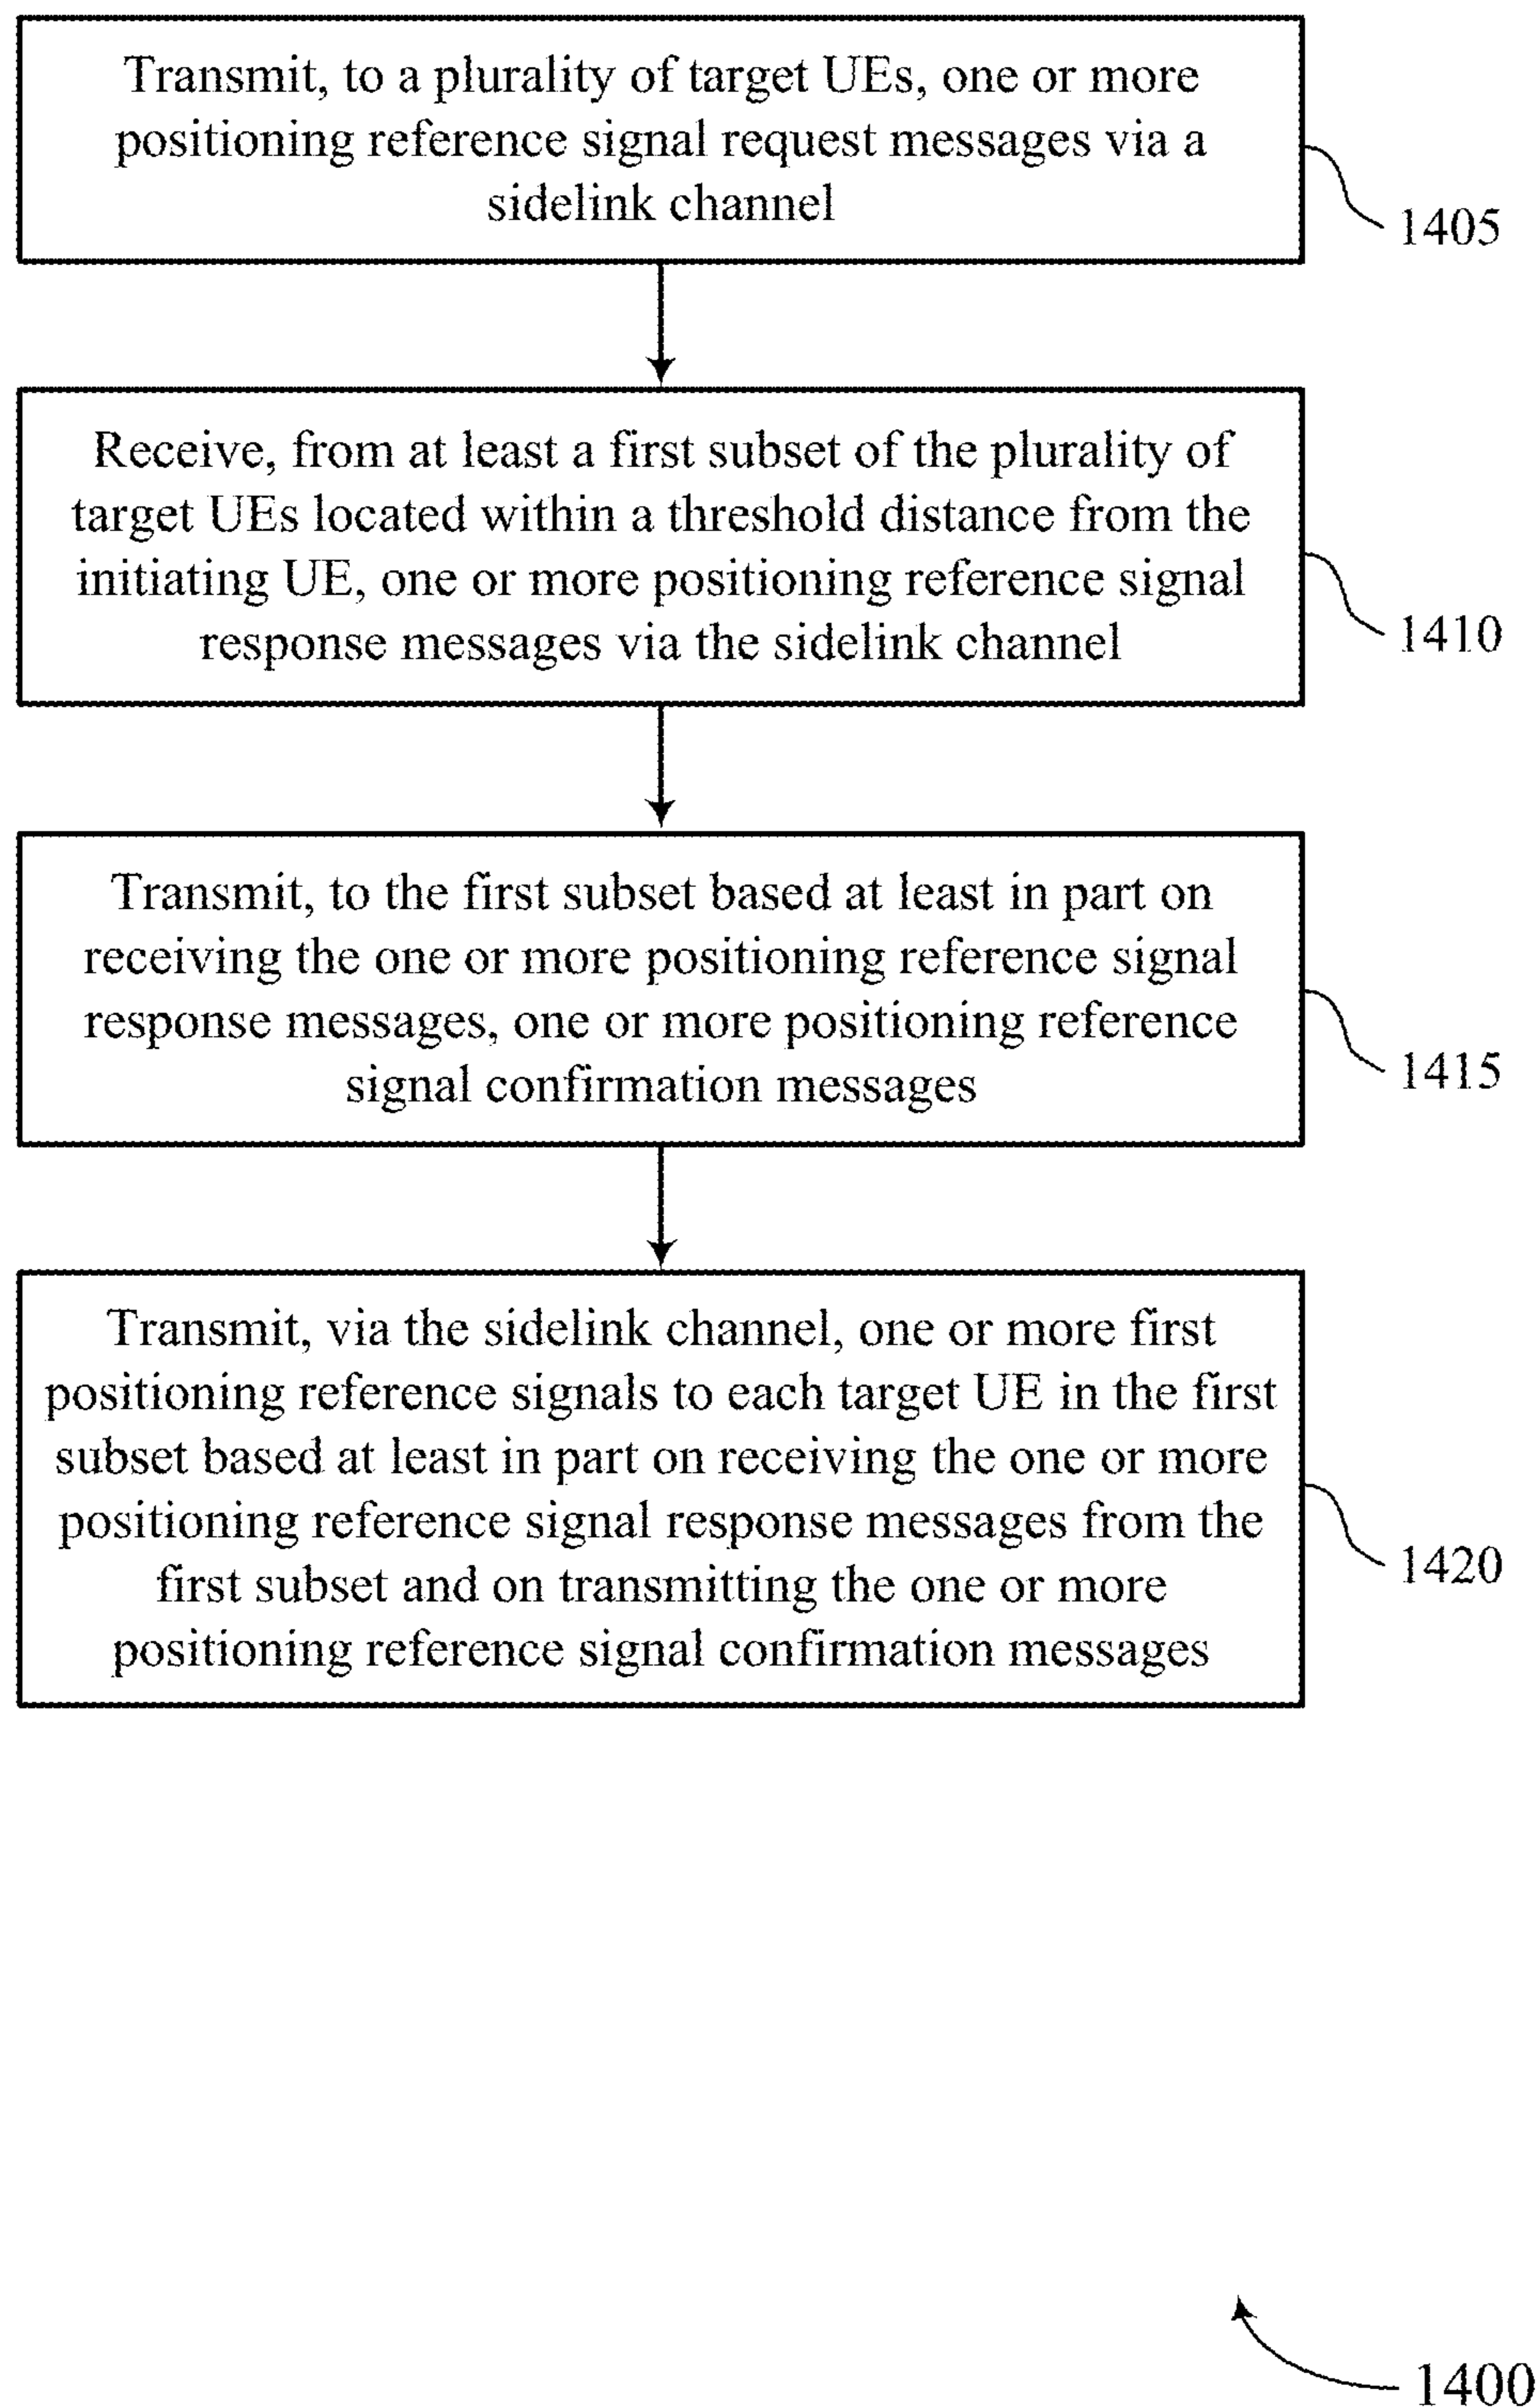 Transmit, to a plurality of target UEs, one or more
positioning reference signal request messages via a
sidelink channel
1405
Receive, from at least a first subset of the plurality of
target UEs located within a threshold distance from the
initiating UE, one or more positioning reference signal
response messages via the sidelink channel
1410
Transmit, to the first subset based at least in part on
receiving the one or more positioning reference signal
response messages, one or more positioning reference
signal confirmation messages
1415
Transmit, via the sidelink channel, one or more first
positioning reference signals to each target UE in the first
subset based at least in part on receiving the one or more
positioning reference signal response messages from the
first subset and on transmitting the one or more
positioning reference signal confirmation messages
1420
1400